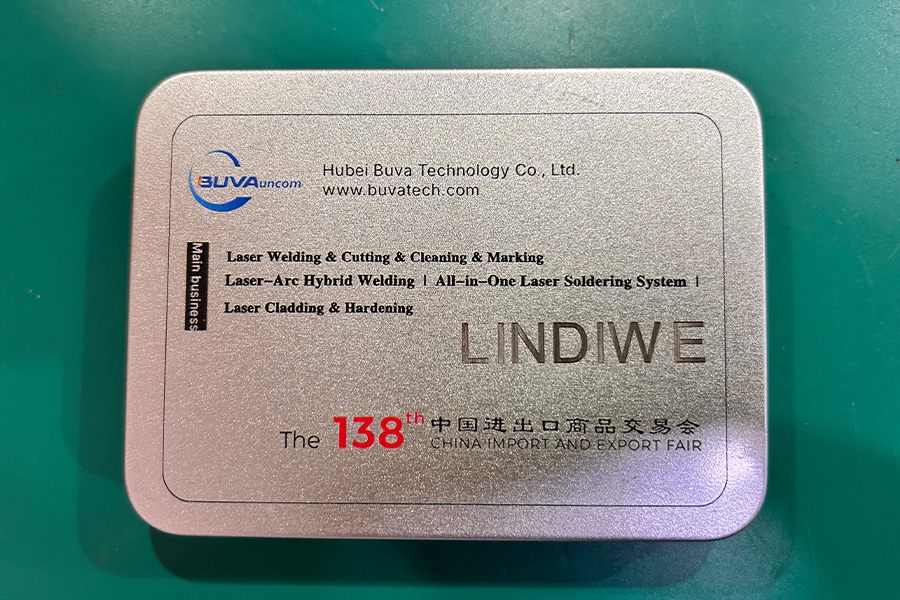 BUVAuncom
Hubei Buva Technology Co., Ltd.
www.buvatech.com
Main business
Laser Welding & Cutting & Cleaning & Marking
Laser-Arc Hybrid Welding | All-in-One Laser Soldering System |
Laser Cladding & Hardening
LINDIWE
The 138th 中国进出口商品交易会
CHINA IMPORT AND EXPORT FAIR